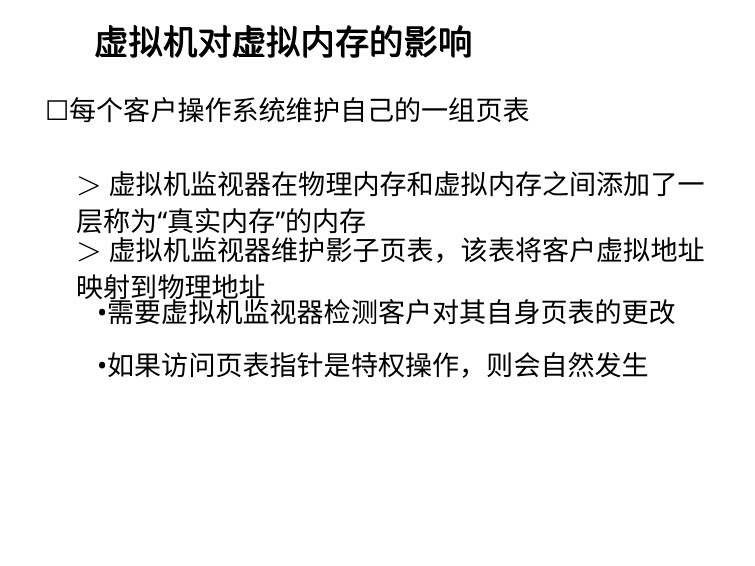 虚拟机对虚拟内存的影响
□每个客户操作系统维护自己的一组页表
＞ 虚拟机监视器在物理内存和虚拟内存之间添加了一
层称为“真实内存”的内存
＞ 虚拟机监视器维护影子页表，该表将客户虚拟地址
映射到物理地址
•需要虚拟机监视器检测客户对其自身页表的更改
•如果访问页表指针是特权操作，则会自然发生